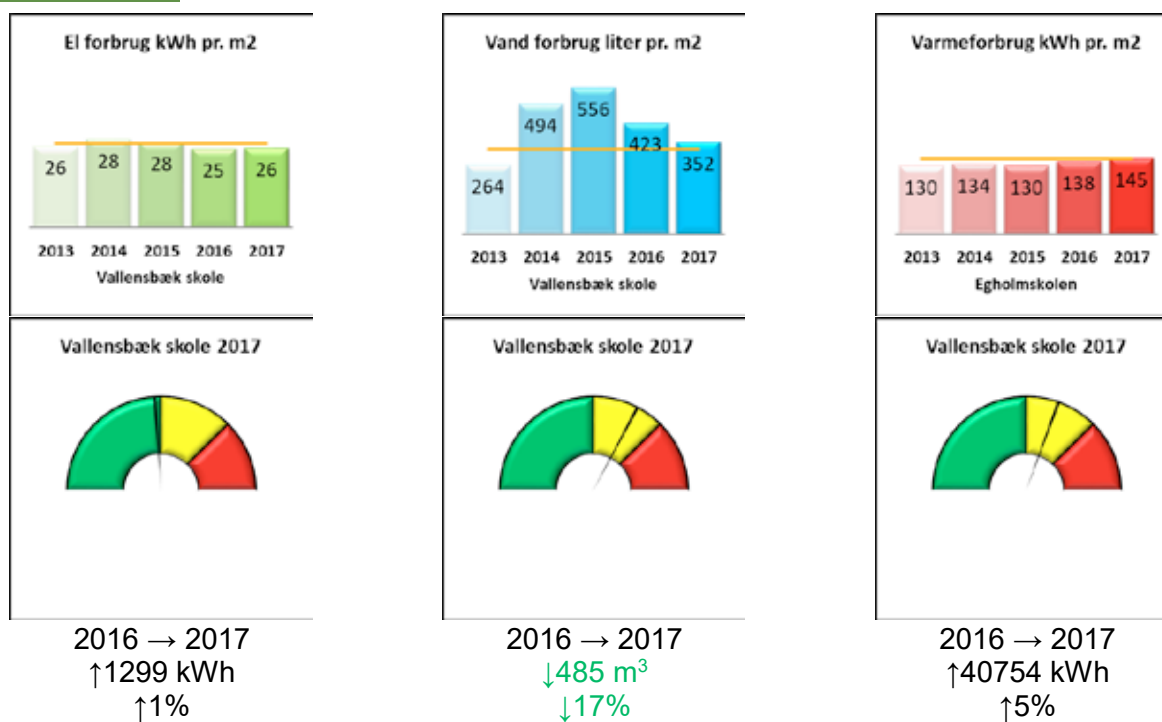 El forbrug kWh pr. m2
26 28 28 25 26
2013 2014 2015 2016 2017
Vallensbæk skole
Vallensbæk skole 2017
2016 → 2017
↑1299 kWh
↑1%
Vand forbrug liter pr. m2
264 494 556 423 352
2013 2014 2015 2016 2017
Vallensbæk skole
Vallensbæk skole 2017
2016 → 2017
↓485 m³
↓17%
Varmeforbrug kWh pr. m2
130 134 130 138 145
2013 2014 2015 2016 2017
Egholmskolen
Vallensbæk skole 2017
2016 → 2017
↑40754 kWh
↑5%